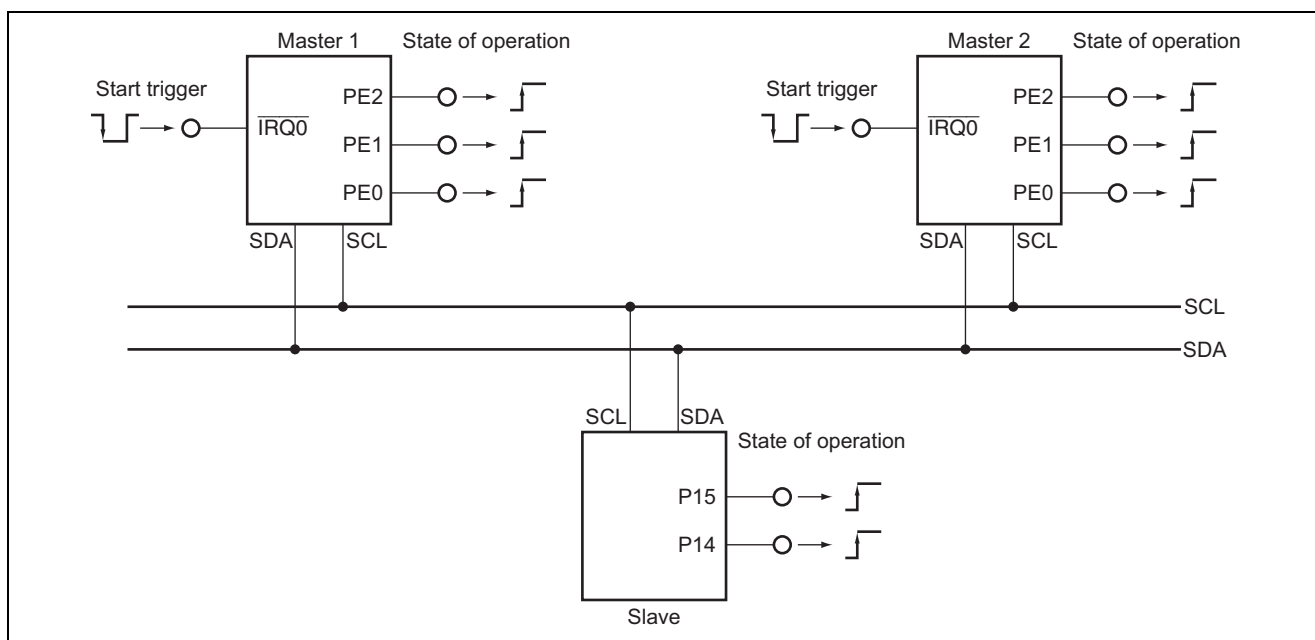 Master 1
State of operation
Start trigger
IRQ0
PE2
PE1
PE0
SDA
SCL
Master 2
State of operation
Start trigger
IRQ0
PE2
PE1
PE0
SDA
SCL
SCL
SDA
SCL
SDA
State of operation
P15
P14
Slave